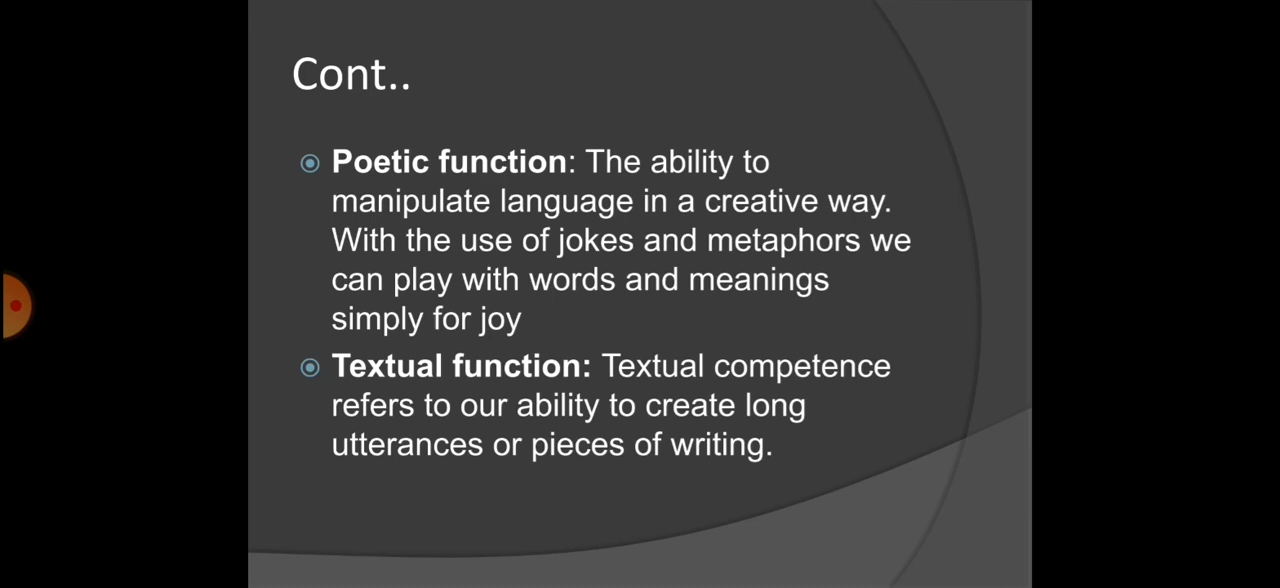 Cont..
Poetic function: The ability to
manipulate language in a creative way.
With the use of jokes and metaphors we
can play with words and meanings
simply for joy
Textual function: Textual competence
refers to our ability to create long
utterances or pieces of writing.